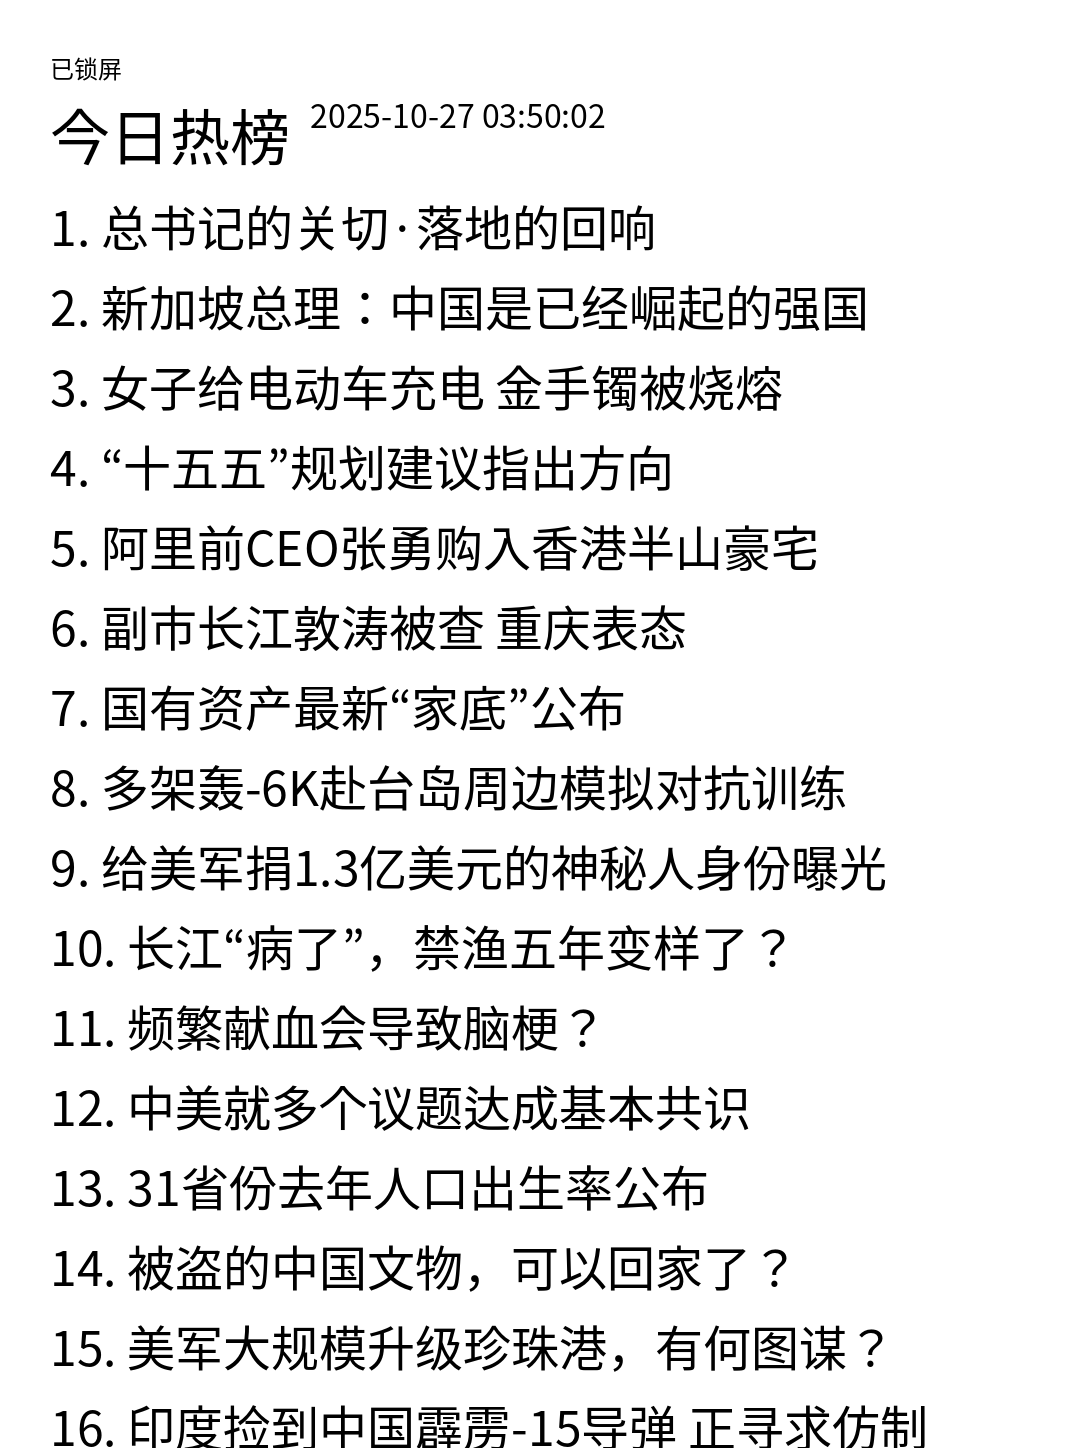 已锁屏
今日热榜 2025-10-27 03:50:02
1. 总书记的关切·落地的回响
2. 新加坡总理：中国是已经崛起的强国
3. 女子给电动车充电 金手镯被烧熔
4. “十五五”规划建议指出方向
5. 阿里前CEO张勇购入香港半山豪宅
6. 副市长江敦涛被查 重庆表态
7. 国有资产最新“家底”公布
8. 多架轰-6K赴台岛周边模拟对抗训练
9. 给美军捐1.3亿美元的神秘人身份曝光
10. 长江“病了”，禁渔五年变样了？
11. 频繁献血会导致脑梗？
12. 中美就多个议题达成基本共识
13. 31省份去年人口出生率公布
14. 被盗的中国文物，可以回家了？
15. 美军大规模升级珍珠港，有何图谋？
16. 印度捡到中国霹雳-15导弹 正寻求仿制